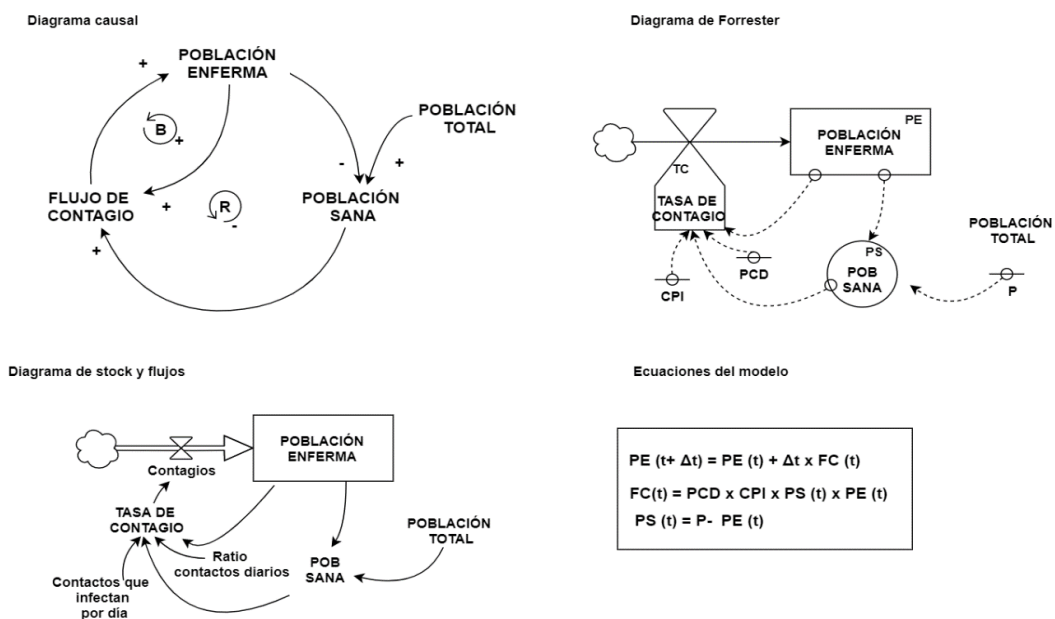 Diagrama causal
POBLACIÓN
ENFERMA
+
B
+
POBLACIÓN
TOTAL
-
+
FLUJO DE
CONTAGIO
+
R
-
POBLACIÓN
SANA
+
Diagrama de Forrester
PE
POBLACIÓN
ENFERMA
TC
TASA DE
CONTAGIO
POBLACIÓN
TOTAL
PS
POB
SANA
PCD
CPI
P
Diagrama de stock y flujos
POBLACIÓN
ENFERMA
Contagios
TASA DE
CONTAGIO
POBLACIÓN
TOTAL
Ratio
contactos diarios
POB
SANA
Contactos que
infectan
por día
Ecuaciones del modelo
PE (t+ Δt) = PE (t) + Δt x FC (t)
FC(t) = PCD x CPI x PS (t) x PE (t)
PS (t) = P- PE (t)